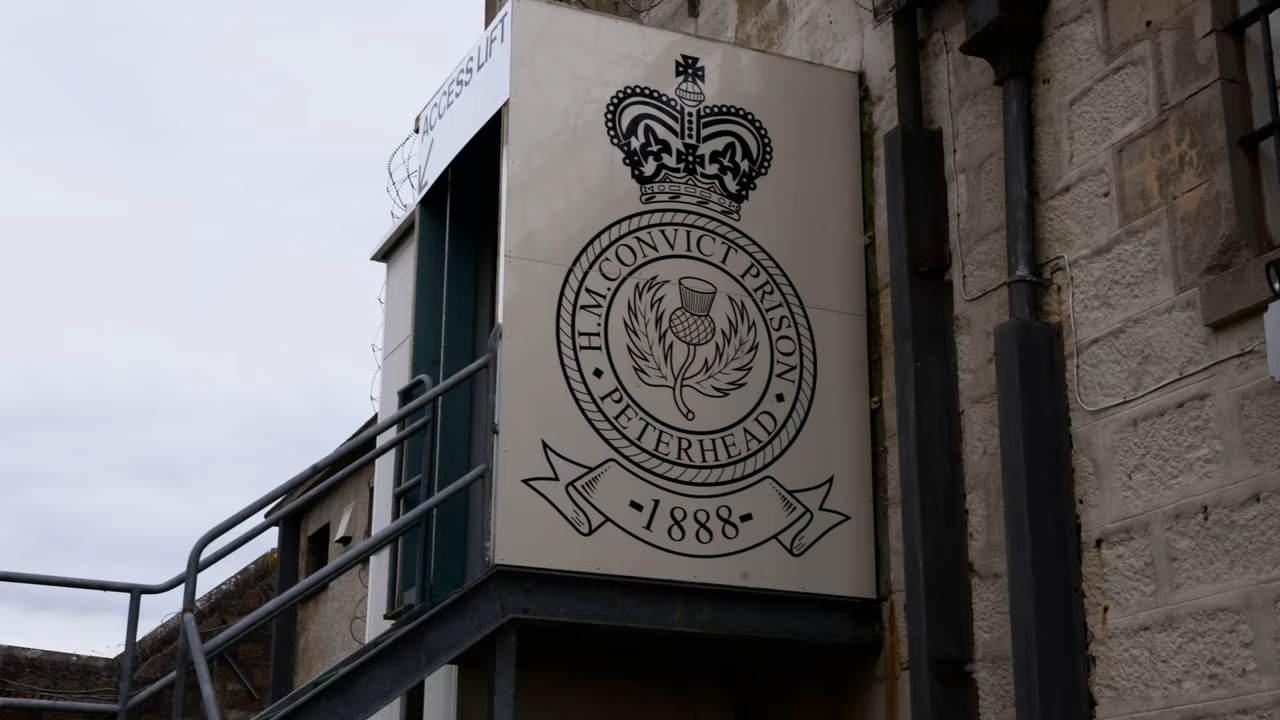 ACCESS LIFT
H.M. CONVICT PRISON
PETERHEAD
-1888-